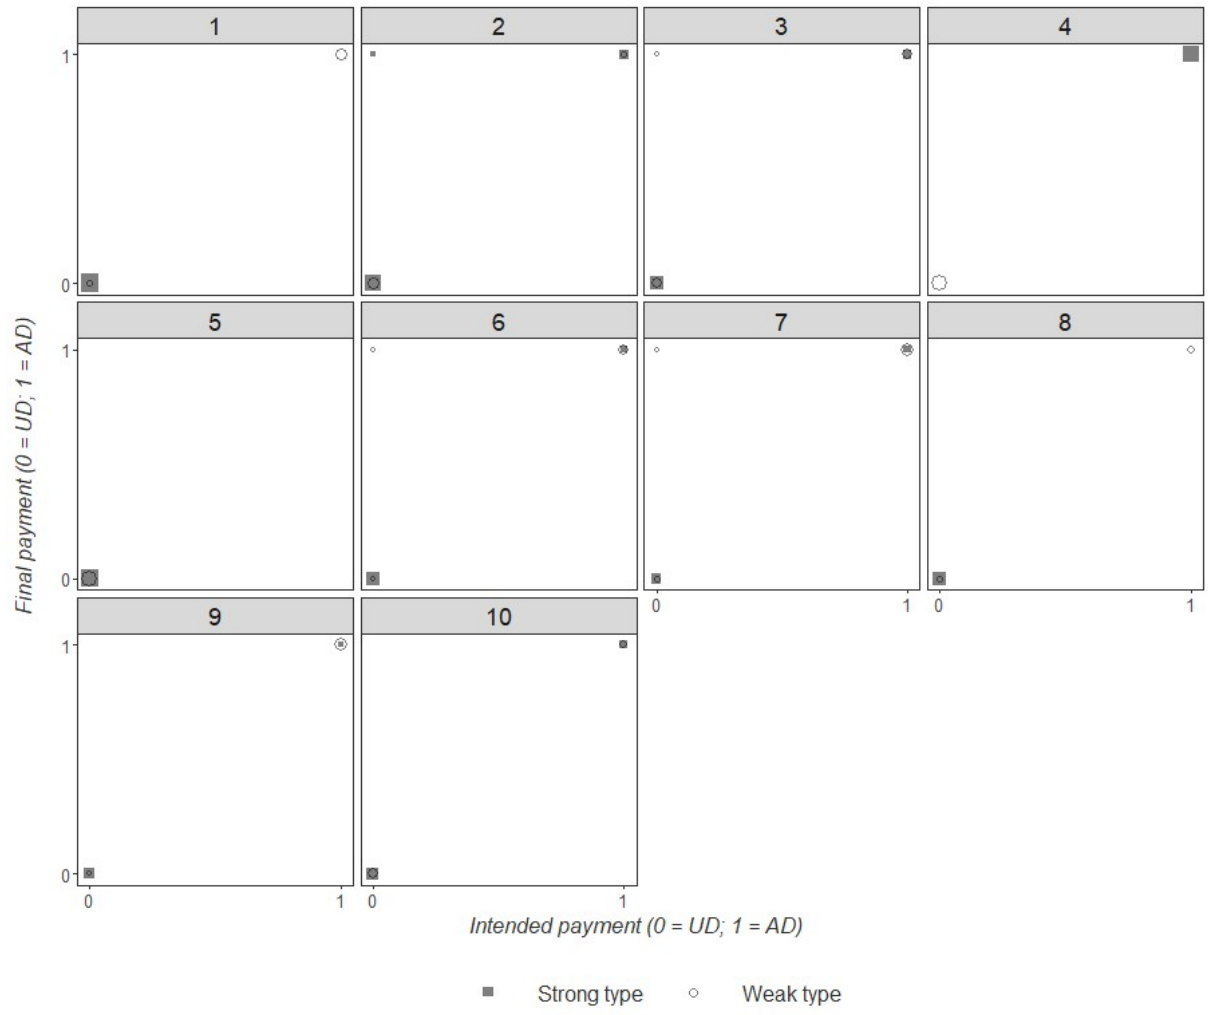 1 2 3 4
1
0
5 6 7 8
1
0
0 1 0 1
9 10
1
0
0 1 0 1
Final payment (0 = UD; 1 = AD)
Intended payment (0 = UD; 1 = AD)
Strong type Weak type